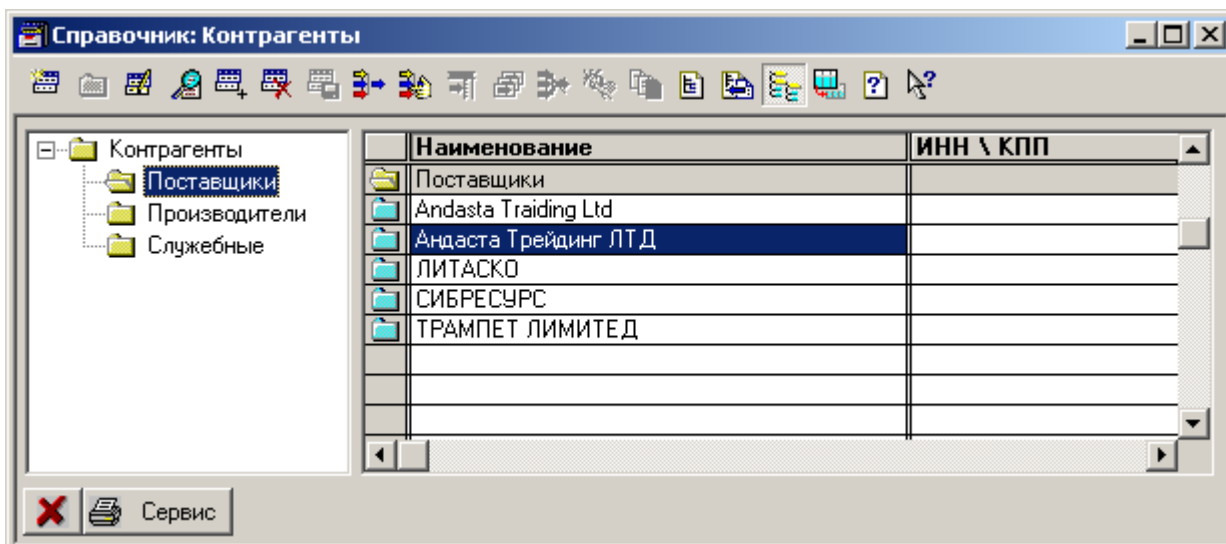 Справочник: Контрагенты
Контрагенты
Поставщики
Производители
Служебные
Наименование ИНН \ КПП
Поставщики
Andasta Traiding Ltd
Андаста Трейдинг ЛТД
ЛИТАСКО
СИБРЕСУРС
ТРАМПЕТ ЛИМИТЕД
Сервис